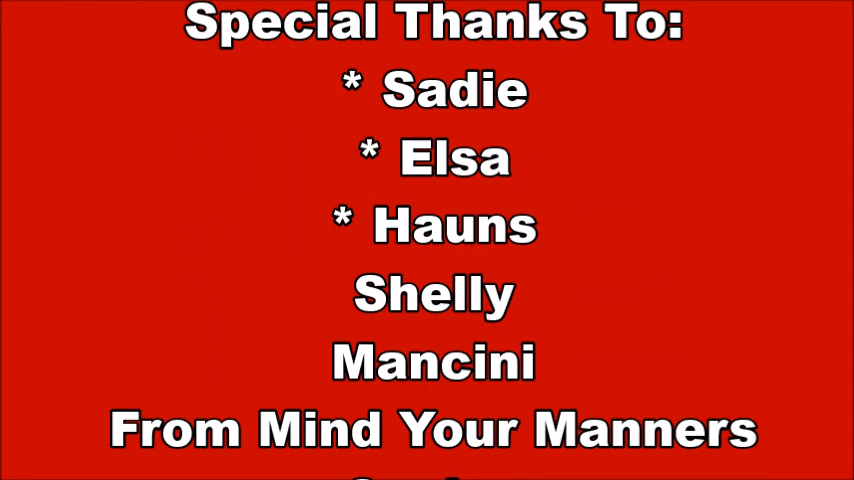 Special Thanks To:
* Sadie
* Elsa
* Hauns
Shelly
Mancini
From Mind Your Manners